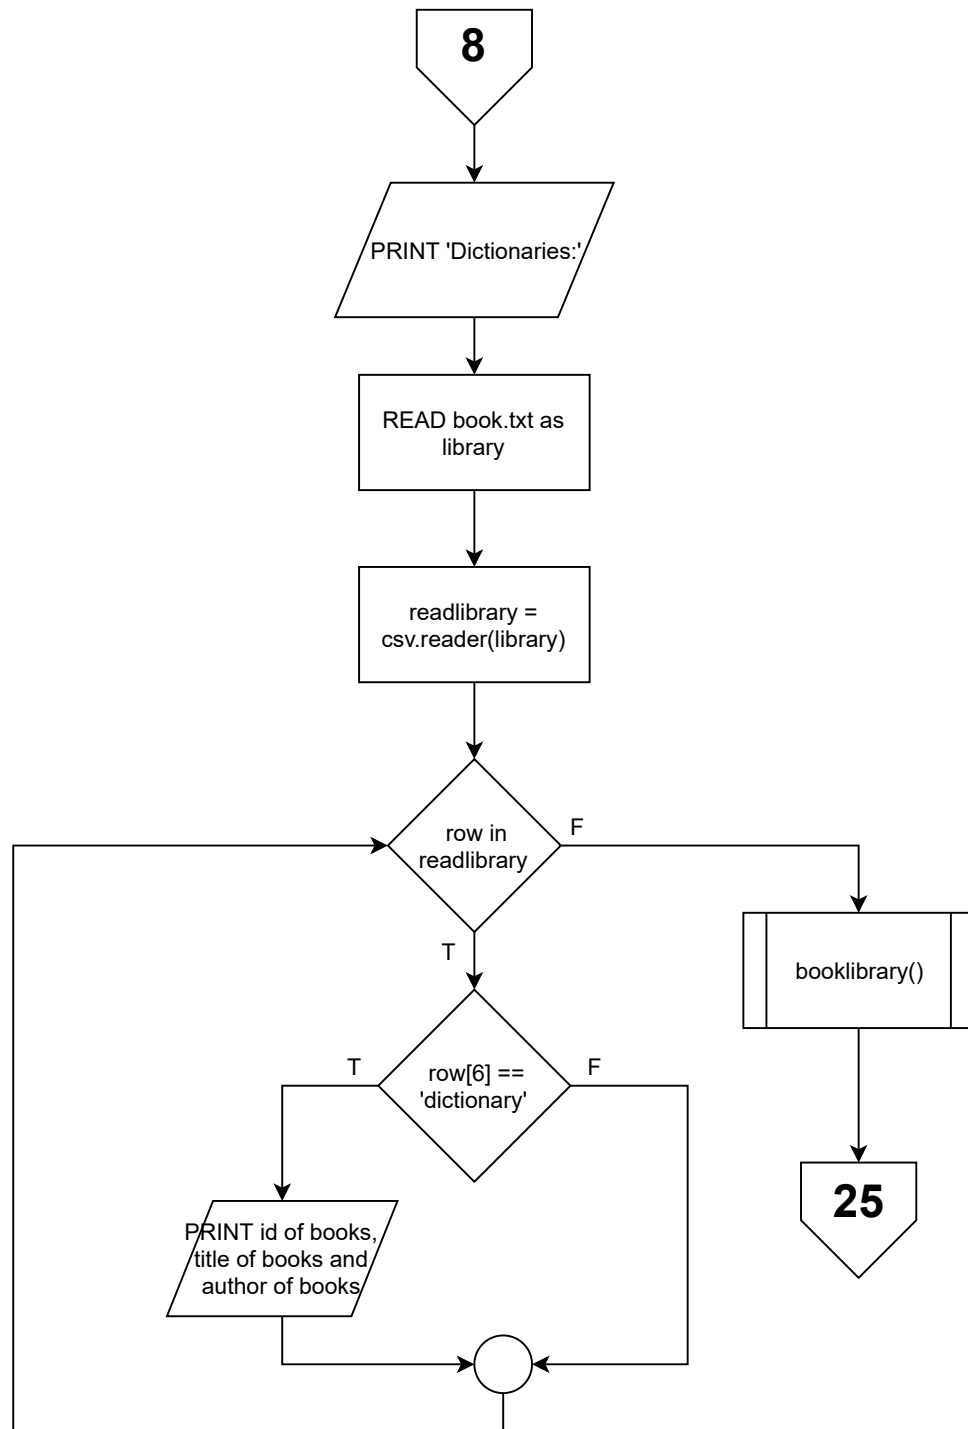 8
PRINT 'Dictionaries:'
READ book.txt as
library
readlibrary =
csv.reader(library)
row in
readlibrary
F
T
booklibrary()
row[6] ==
'dictionary'
T
F
PRINT id of books,
title of books and
author of books
25